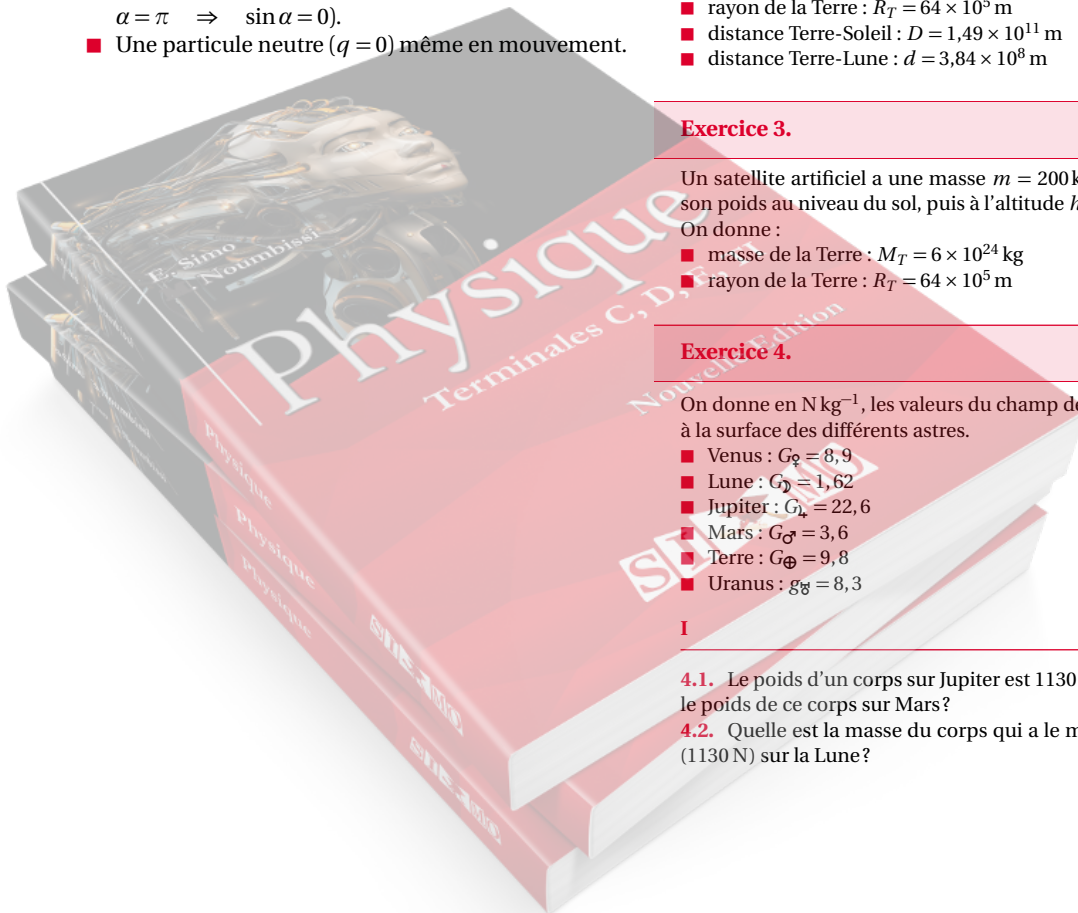 α = π ⇒ sin α = 0).
■ Une particule neutre (q = 0) même en mouvement.
■ rayon de la Terre : R_T = 64 × 10⁵ m
■ distance Terre-Soleil : D = 1,49 × 10¹¹ m
■ distance Terre-Lune : d = 3,84 × 10⁸ m
Exercice 3.
Un satellite artificiel a une masse m = 200 k
son poids au niveau du sol, puis à l'altitude h
On donne :
■ masse de la Terre : M_T = 6 × 10²⁴ kg
■ rayon de la Terre : R_T = 64 × 10⁵ m
Exercice 4.
On donne en N kg⁻¹, les valeurs du champ de
à la surface des différents astres.
■ Venus : G♀ = 8,9
■ Lune : G☽ = 1,62
■ Jupiter : G♃ = 22,6
■ Mars : G♂ = 3,6
■ Terre : G⊕ = 9,8
■ Uranus : g♅ = 8,3
I
4.1. Le poids d'un corps sur Jupiter est 1130
le poids de ce corps sur Mars ?
4.2. Quelle est la masse du corps qui a le m
(1130 N) sur la Lune ?
E. Simo
Noumbissi
Physique
Terminales C, D, E, TI
Nouvelle Edition
Physique
Physique
Physique